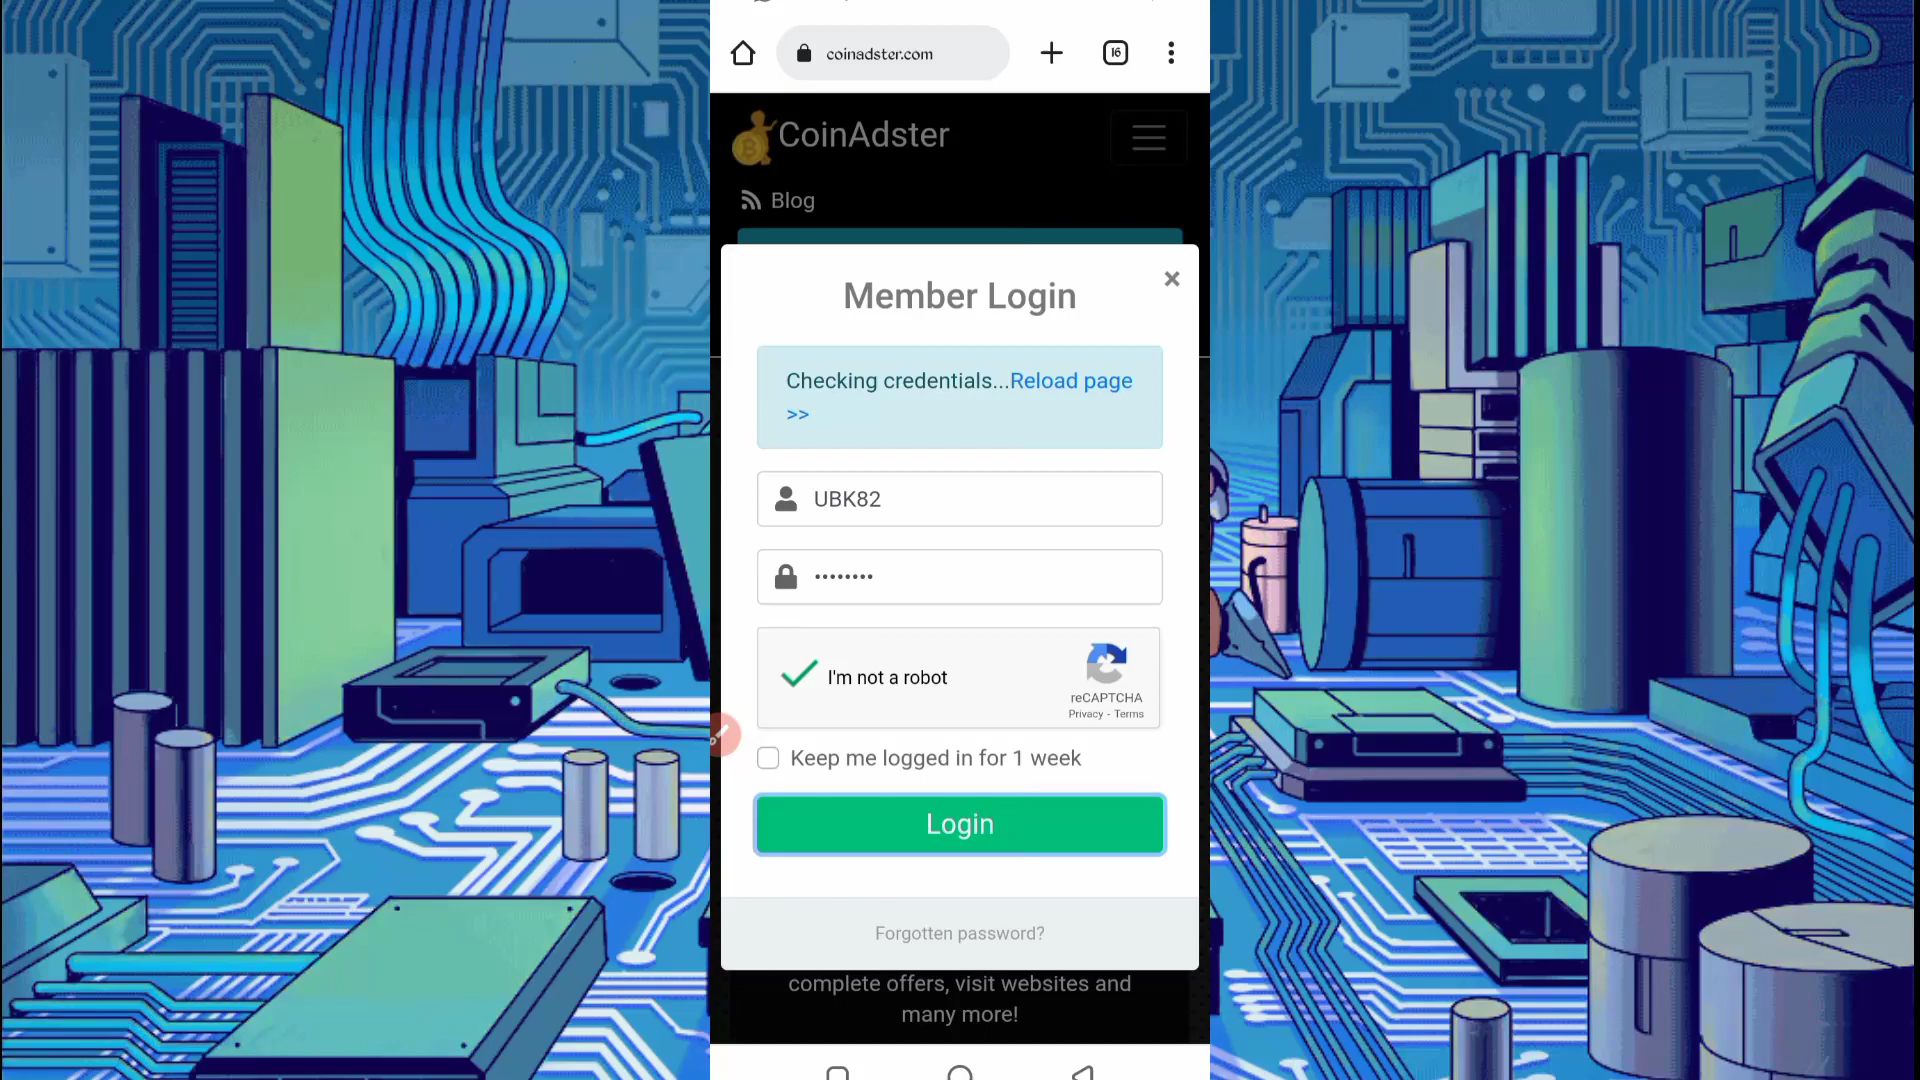 coinadster.com
16
CoinAdster
Blog
×
Member Login
Checking credentials...Reload page
>>
UBK82
••••••••
I'm not a robot
reCAPTCHA
Privacy - Terms
Keep me logged in for 1 week
Login
Forgotten password?
complete offers, visit websites and
many more!